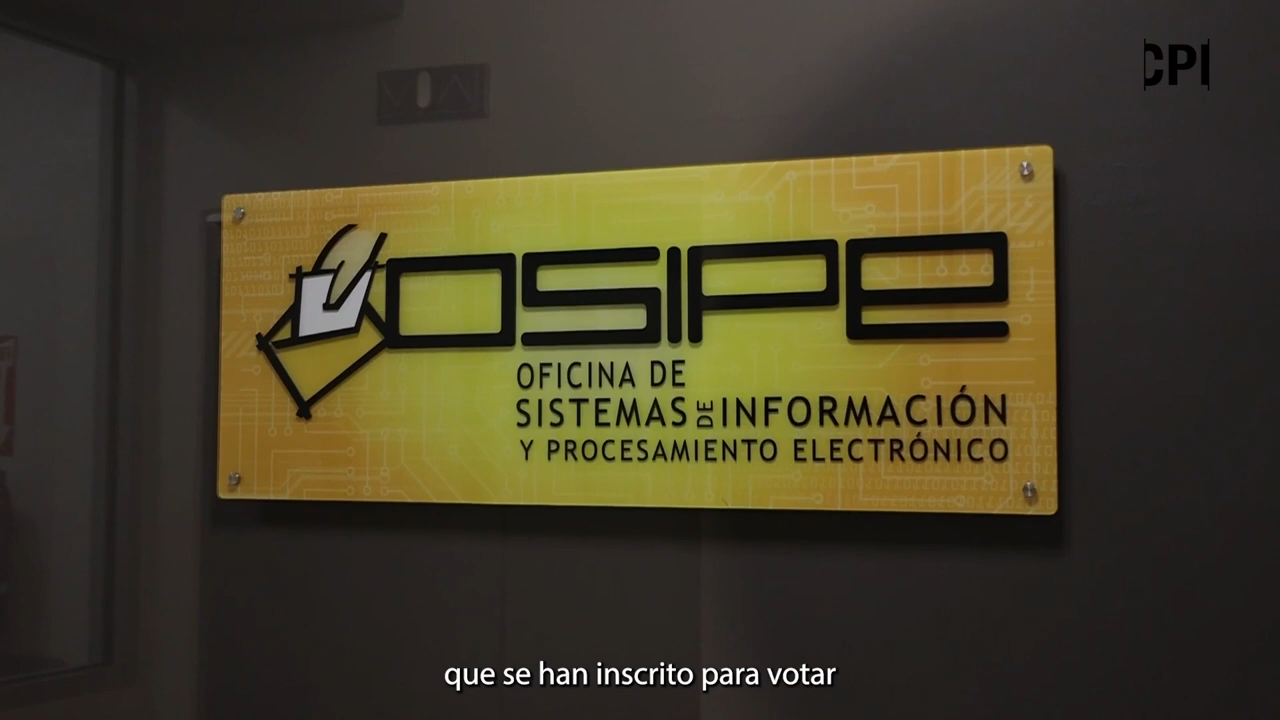 CPI
OSIPE
OFICINA DE
SISTEMAS DE INFORMACIÓN
Y PROCESAMIENTO ELECTRÓNICO
que se han inscrito para votar